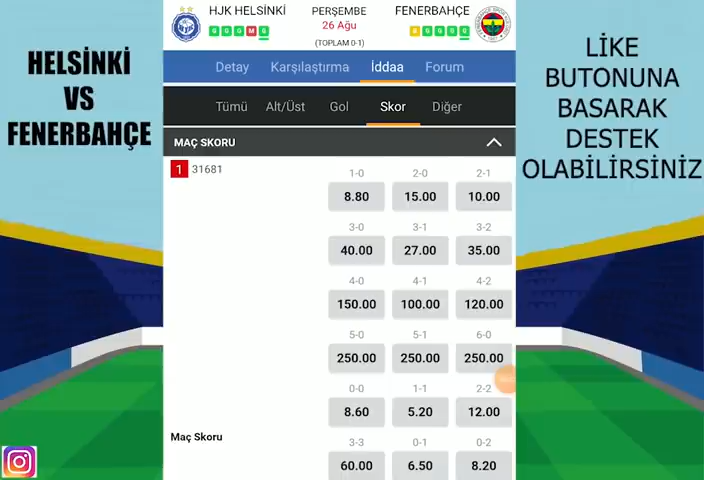 HELSİNKİ
VS
FENERBAHÇE
HJK HELSİNKİ
G G G M G
PERŞEMBE
26 Ağu
(TOPLAM 0-1)
FENERBAHÇE
B G G G G
Detay Karşılaştırma İddaa Forum
Tümü Alt/Üst Gol Skor Diğer
MAÇ SKORU
1 31681
1-0 2-0 2-1
8.80 15.00 10.00
3-0 3-1 3-2
40.00 27.00 35.00
4-0 4-1 4-2
150.00 100.00 120.00
5-0 5-1 6-0
250.00 250.00 250.00
0-0 1-1 2-2
8.60 5.20 12.00
Maç Skoru
3-3 0-1 0-2
60.00 6.50 8.20
LİKE
BUTONUNA
BASARAK
DESTEK
OLABİLİRSİNİZ